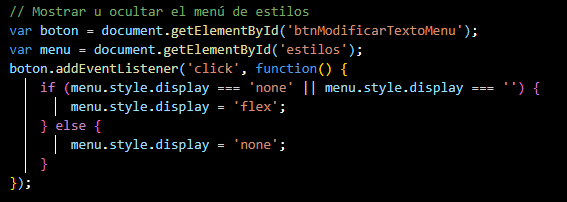 // Mostrar u ocultar el menú de estilos
var boton = document.getElementById('btnModificarTextoMenu');
var menu = document.getElementById('estilos');
boton.addEventListener('click', function() {
    if (menu.style.display === 'none' || menu.style.display === '') {
        menu.style.display = 'flex';
    } else {
        menu.style.display = 'none';
    }
});